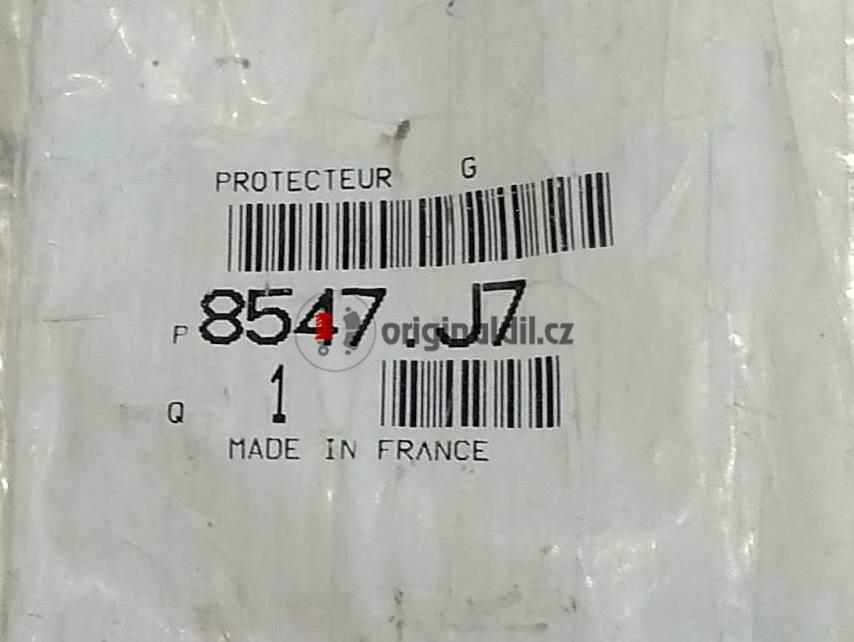 PROTECTEUR G
P 8547.J7
originaldil.cz
Q 1
MADE IN FRANCE